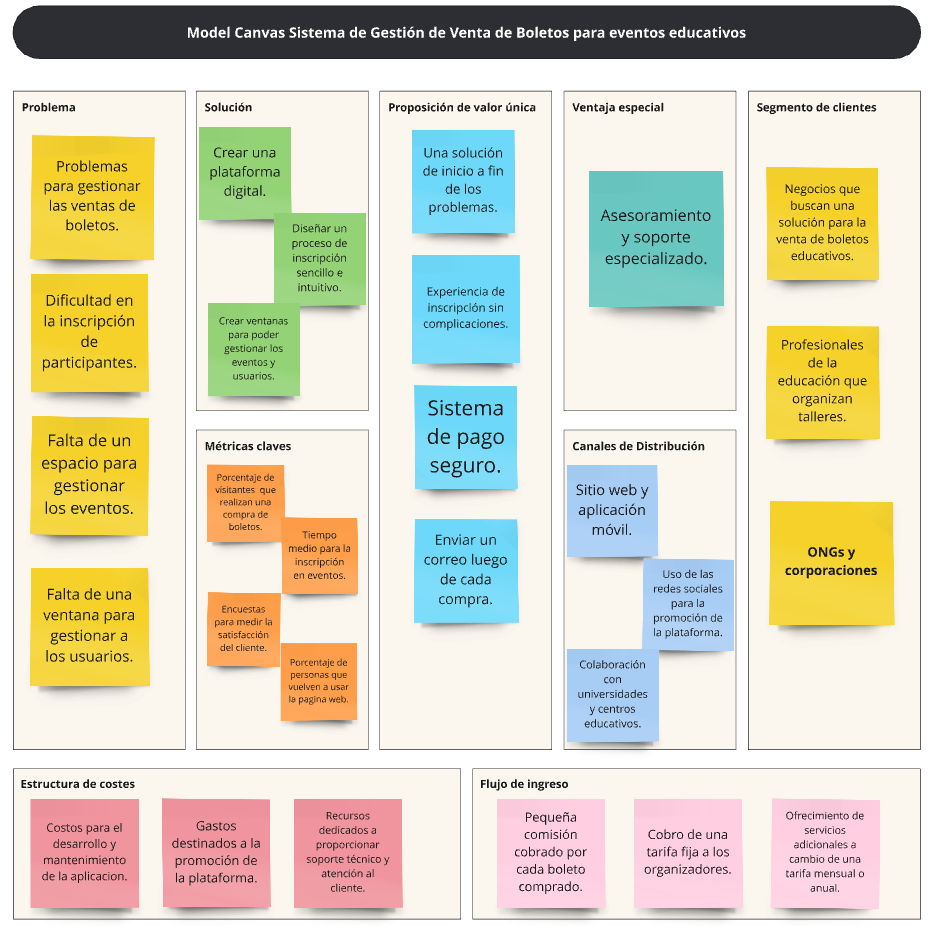 Model Canvas Sistema de Gestión de Venta de Boletos para eventos educativos
Problema
Problemas
para gestionar
las ventas de
boletos.
Dificultad en
la inscripción
de
participantes.
Falta de un
espacio para
gestionar
los eventos.
Falta de una
ventana para
gestionar a
los usuarios.
Solución
Crear una
plataforma
digital.
Diseñar un
proceso de
inscripción
sencillo e
intuitivo.
Crear ventanas
para poder
gestionar los
eventos y
usuarios.
Métricas claves
Porcentaje de
visitantes que
realizan una
compra de
boletos.
Tiempo
medio para la
inscripción
en eventos.
Encuestas
para medir la
satisfacción
del cliente.
Porcentaje de
personas que
vuelven a usar
la pagina web.
Proposición de valor única
Una solución
de inicio a fin
de los
problemas.
Experiencia de
inscripción sin
complicaciones.
Sistema
de pago
seguro.
Enviar un
correo luego
de cada
compra.
Ventaja especial
Asesoramiento
y soporte
especializado.
Canales de Distribución
Sitio web y
aplicación
móvil.
Uso de las
redes sociales
para la
promoción de
la plataforma.
Colaboración
con
universidades
y centros
educativos.
Segmento de clientes
Negocios que
buscan una
solución para la
venta de boletos
educativos.
Profesionales
de la
educación que
organizan
talleres.
ONGs y
corporaciones
Estructura de costes
Costos para el
desarrollo y
mantenimiento
de la aplicacion.
Gastos
destinados a la
promoción de
la plataforma.
Recursos
dedicados a
proporcionar
soporte técnico y
atención al
cliente.
Flujo de ingreso
Pequeña
comisión
cobrado por
cada boleto
comprado.
Cobro de una
tarifa fija a los
organizadores.
Ofrecimiento de
servicios
adicionales a
cambio de una
tarifa mensual o
anual.